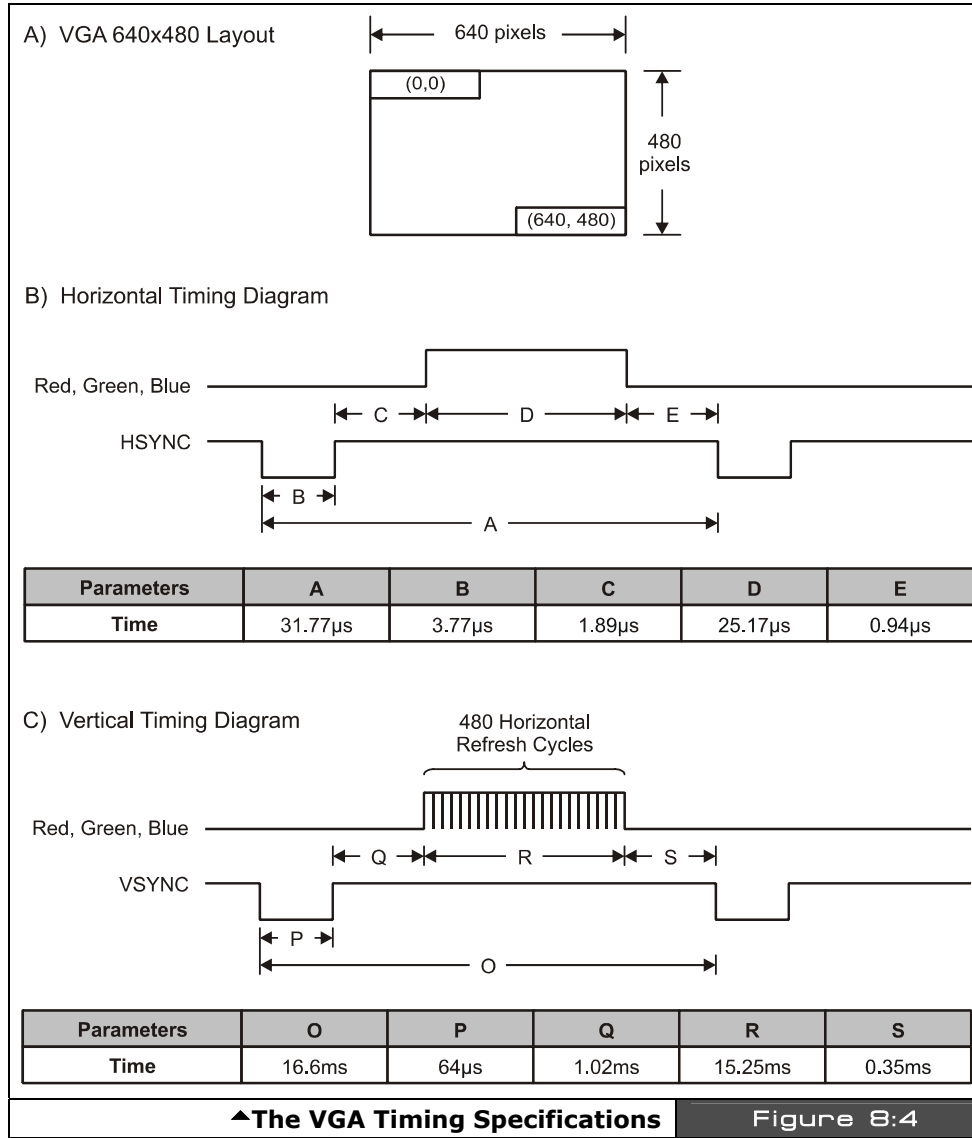 A) VGA 640x480 Layout
640 pixels
(0,0)
480
pixels
(640, 480)
B) Horizontal Timing Diagram
Red, Green, Blue
C D E
HSYNC
B
A
Parameters A B C D E
Time 31.77µs 3.77µs 1.89µs 25.17µs 0.94µs
C) Vertical Timing Diagram
480 Horizontal
Refresh Cycles
Red, Green, Blue
Q R S
VSYNC
P
O
Parameters O P Q R S
Time 16.6ms 64µs 1.02ms 15.25ms 0.35ms
The VGA Timing Specifications Figure 8:4